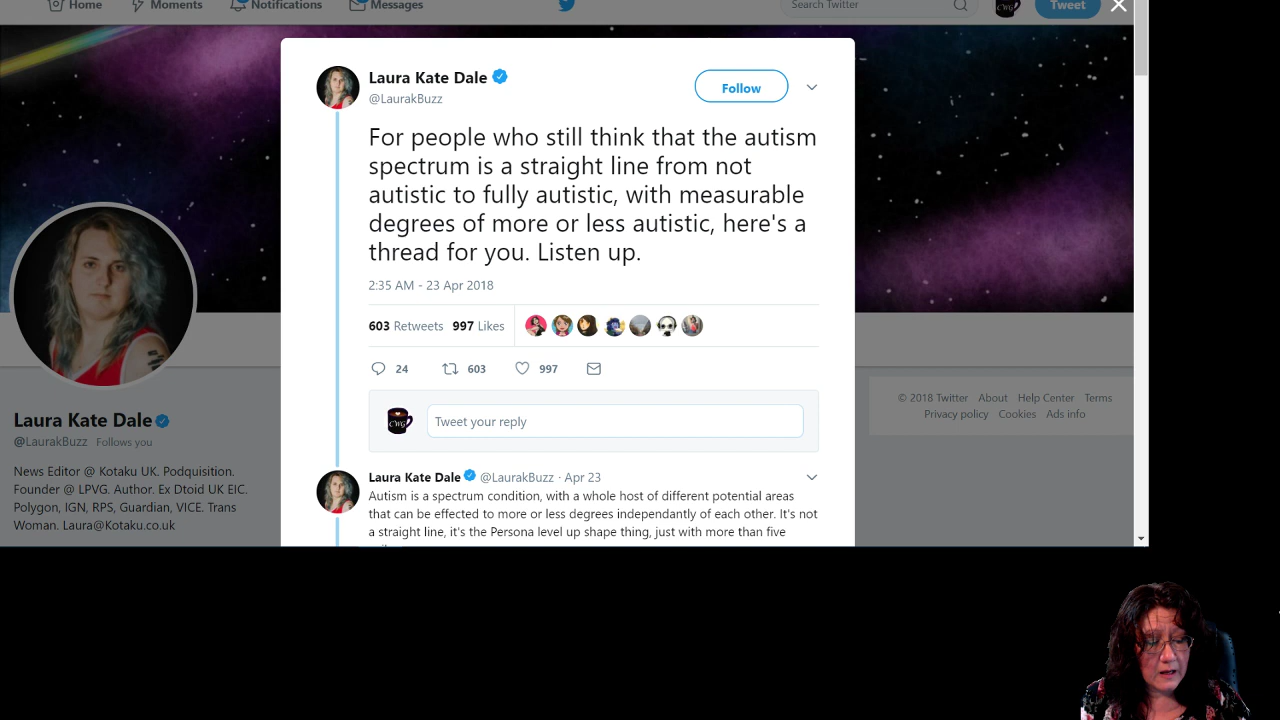 Home Moments Notifications Messages Search Twitter Tweet
Laura Kate Dale
@LaurakBuzz
Follow
For people who still think that the autism
spectrum is a straight line from not
autistic to fully autistic, with measurable
degrees of more or less autistic, here's a
thread for you. Listen up.
2:35 AM - 23 Apr 2018
603 Retweets 997 Likes
24 603 997
CWG
Tweet your reply
Laura Kate Dale @LaurakBuzz · Apr 23
Autism is a spectrum condition, with a whole host of different potential areas
that can be effected to more or less degrees independantly of each other. It's not
a straight line, it's the Persona level up shape thing, just with more than five
Laura Kate Dale
@LaurakBuzz Follows you
News Editor @ Kotaku UK. Podquisition.
Founder @ LPVG. Author. Ex Dtoid UK EIC.
Polygon, IGN, RPS, Guardian, VICE. Trans
Woman. Laura@Kotaku.co.uk
© 2018 Twitter About Help Center Terms
Privacy policy Cookies Ads info